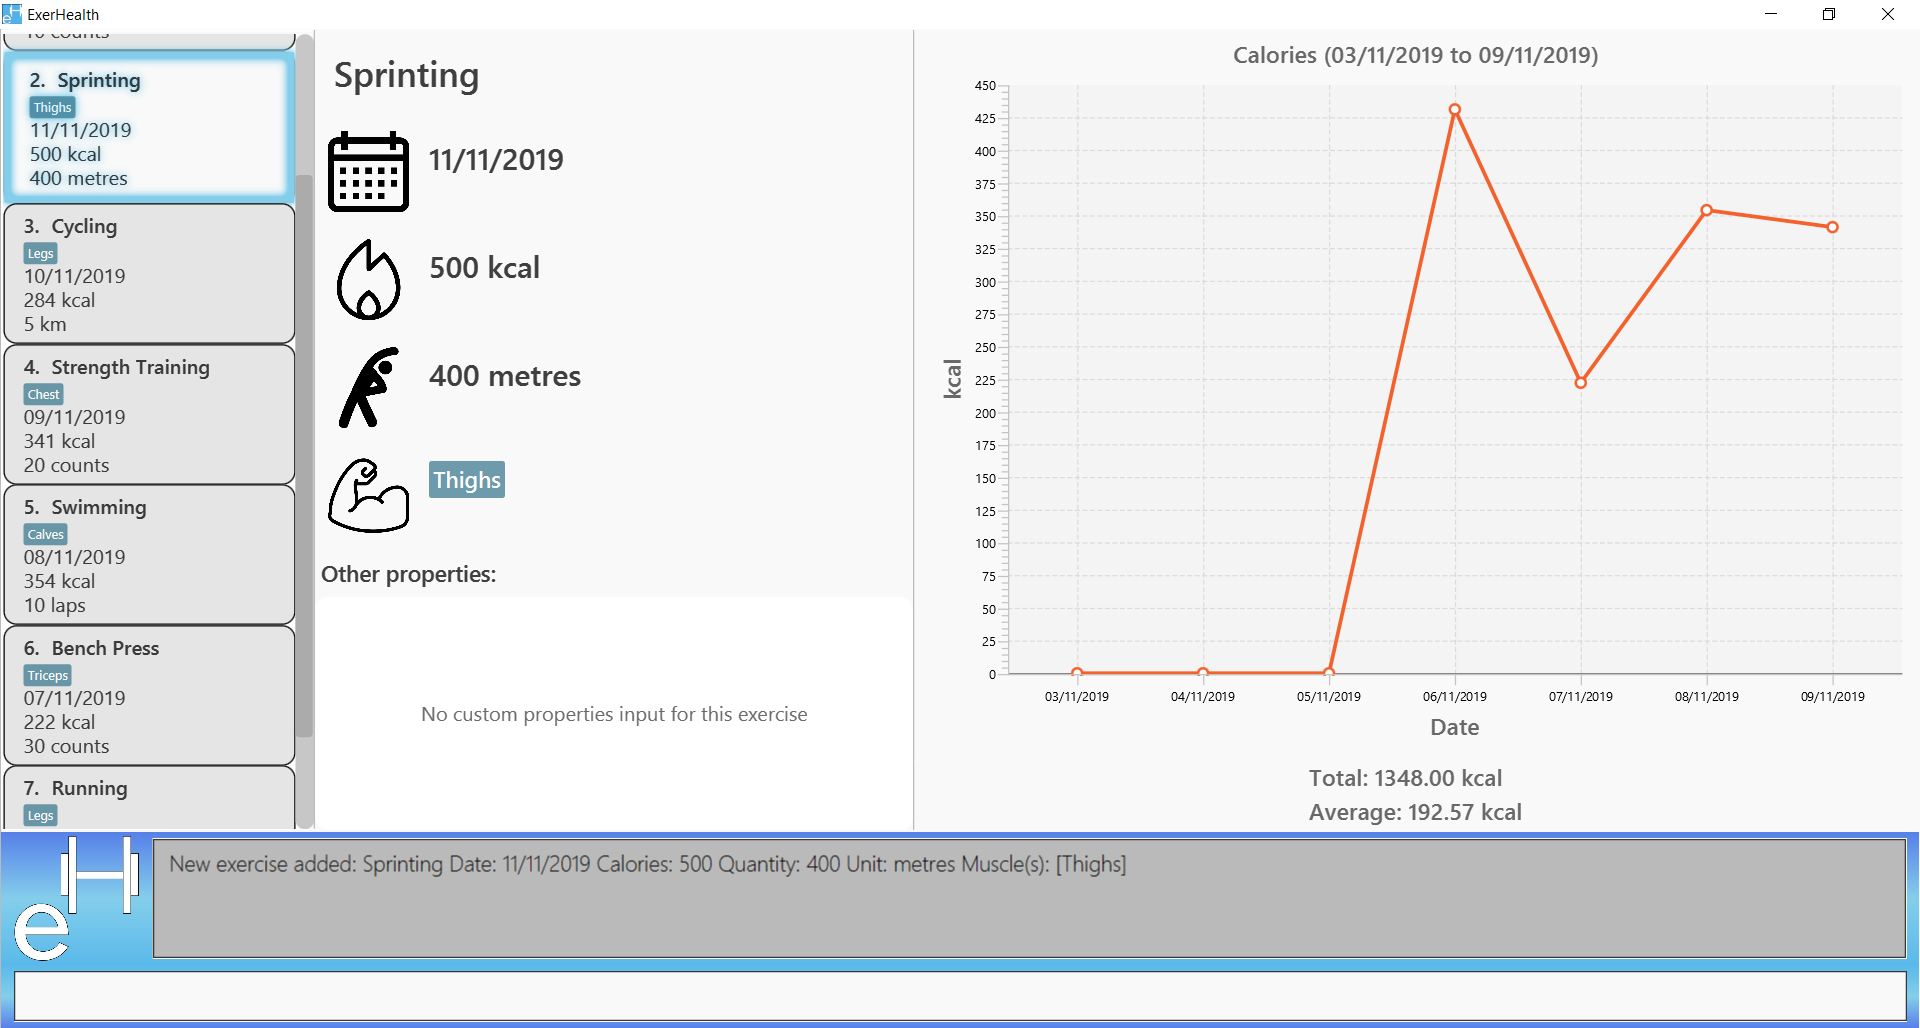 ExerHealth
10 counts
2. Sprinting
Thighs
11/11/2019
500 kcal
400 metres
3. Cycling
Legs
10/11/2019
284 kcal
5 km
4. Strength Training
Chest
09/11/2019
341 kcal
20 counts
5. Swimming
Calves
08/11/2019
354 kcal
10 laps
6. Bench Press
Triceps
07/11/2019
222 kcal
30 counts
7. Running
Legs
Sprinting
11/11/2019
500 kcal
400 metres
Thighs
Other properties:
No custom properties input for this exercise
Calories (03/11/2019 to 09/11/2019)
450
425
400
375
350
325
300
275
250
225
200
175
150
125
100
75
50
25
0
kcal
03/11/2019 04/11/2019 05/11/2019 06/11/2019 07/11/2019 08/11/2019 09/11/2019
Date
Total: 1348.00 kcal
Average: 192.57 kcal
eH
New exercise added: Sprinting Date: 11/11/2019 Calories: 500 Quantity: 400 Unit: metres Muscle(s): [Thighs]